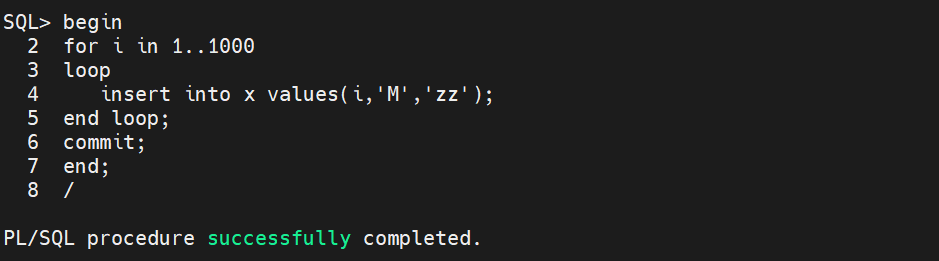 SQL> begin
  2  for i in 1..1000
  3  loop
  4     insert into x values(i,'M','zz');
  5  end loop;
  6  commit;
  7  end;
  8  /
PL/SQL procedure successfully completed.